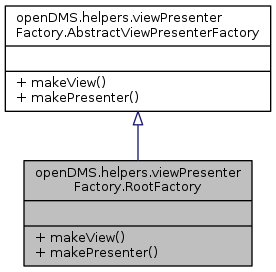 openDMS.helpers.viewPresenter
Factory.AbstractViewPresenterFactory
+ makeView()
+ makePresenter()
openDMS.helpers.viewPresenter
Factory.RootFactory
+ makeView()
+ makePresenter()